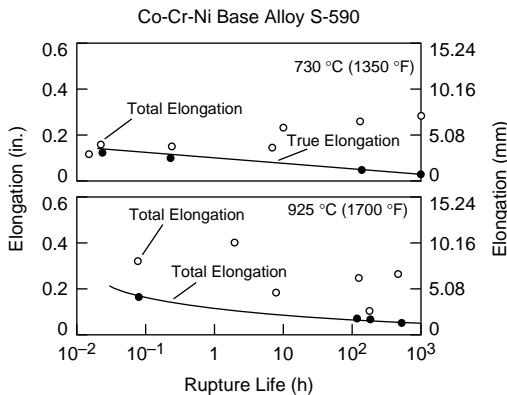 Co-Cr-Ni Base Alloy S-590
0.6
15.24
730 °C (1350 °F)
0.4
10.16
Total Elongation
True Elongation
0.2
5.08
0
0
0.6
15.24
925 °C (1700 °F)
Total Elongation
0.4
10.16
Total Elongation
0.2
5.08
0
0
Elongation (in.)
Elongation (mm)
10⁻² 10⁻¹ 1 10 10² 10³
Rupture Life (h)